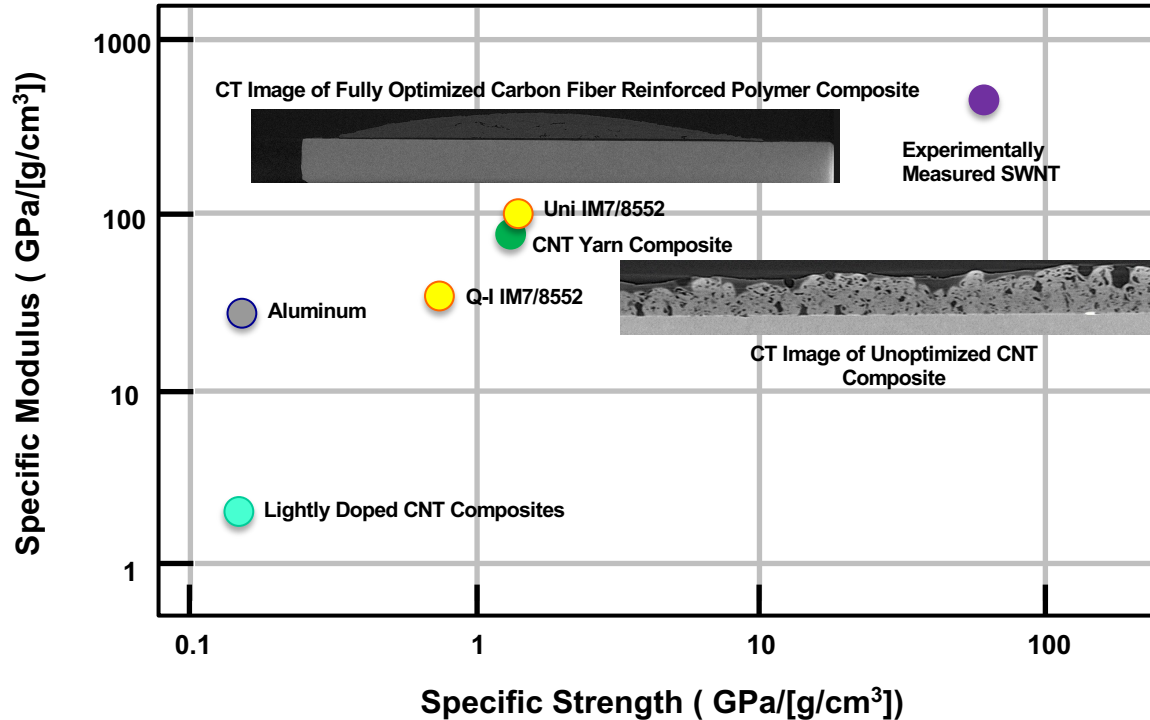 1000
CT Image of Fully Optimized Carbon Fiber Reinforced Polymer Composite
Experimentally
Measured SWNT
100
Uni IM7/8552
CNT Yarn Composite
Q-I IM7/8552
Aluminum
CT Image of Unoptimized CNT
Composite
10
Lightly Doped CNT Composites
1
0.1
1
10
100
Specific Modulus ( GPa/[g/cm³])
Specific Strength ( GPa/[g/cm³])